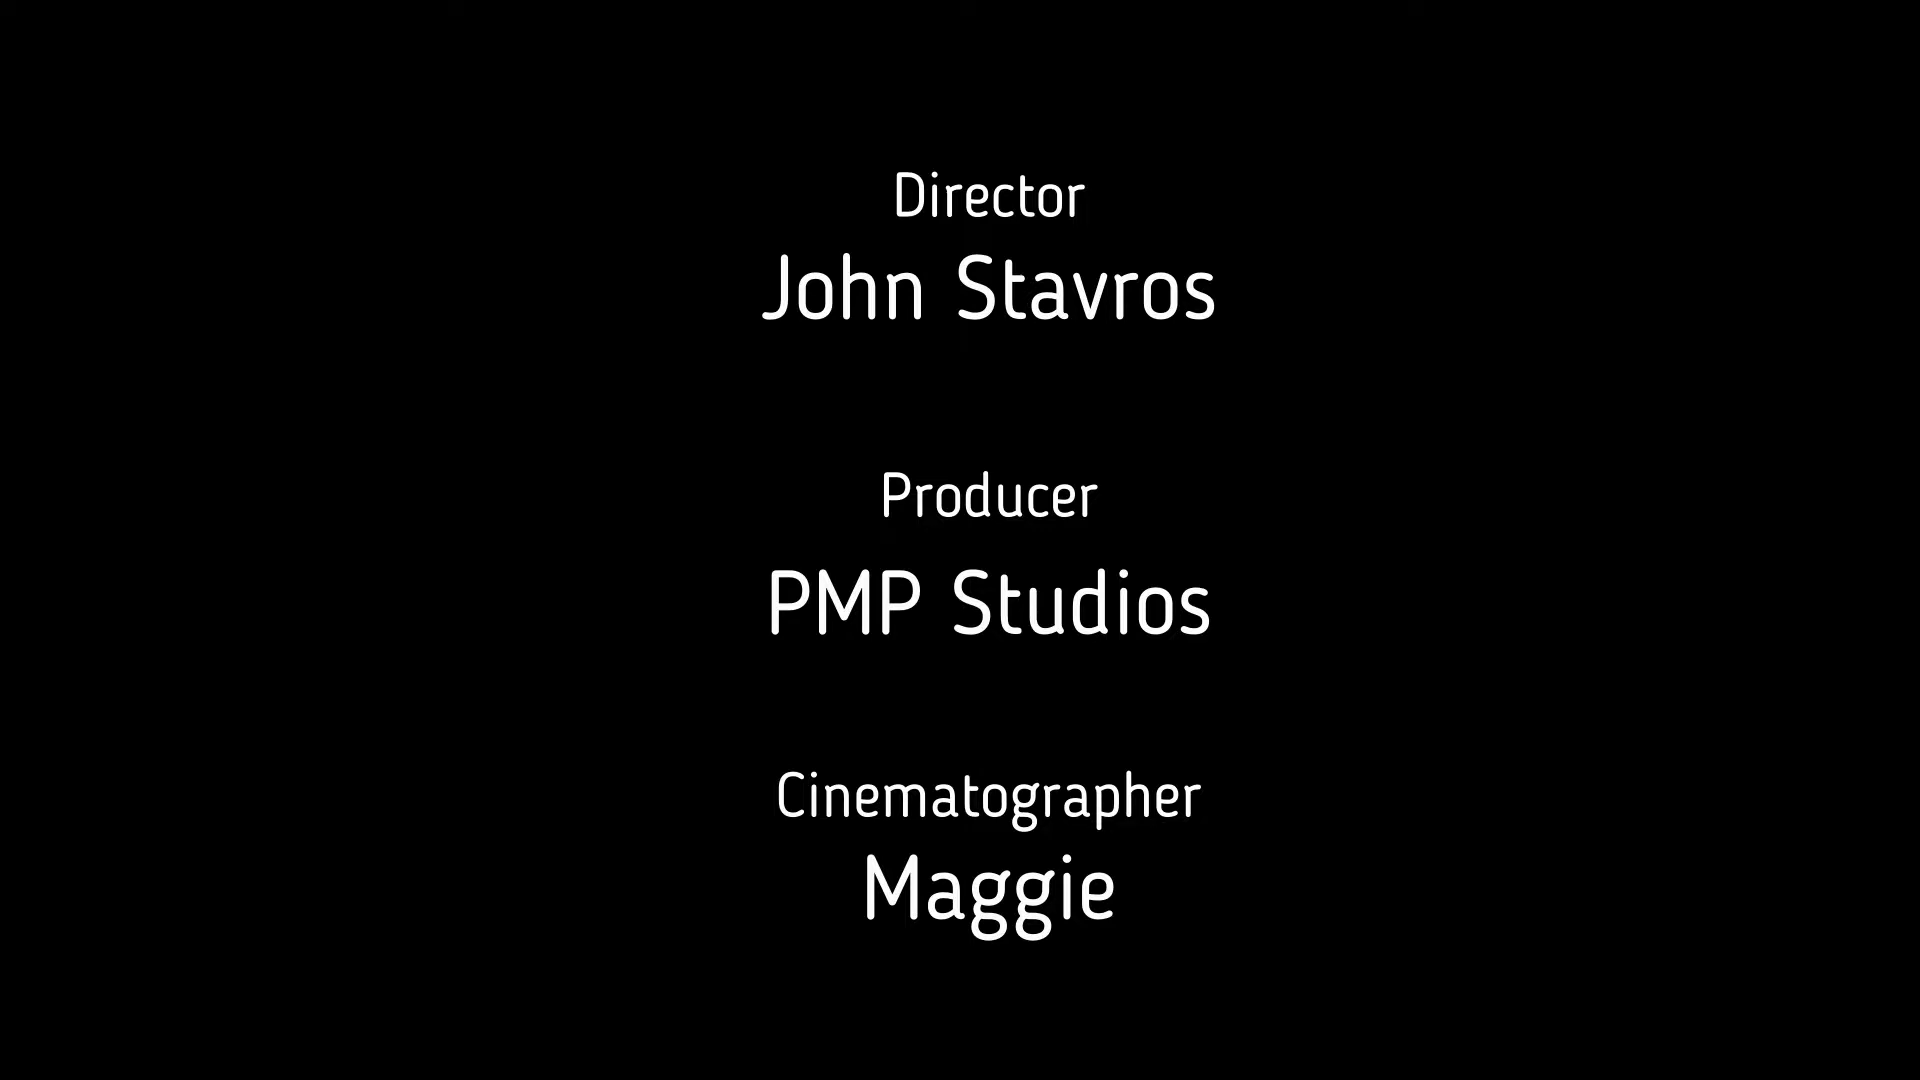 Director
John Stavros
Producer
PMP Studios
Cinematographer
Maggie